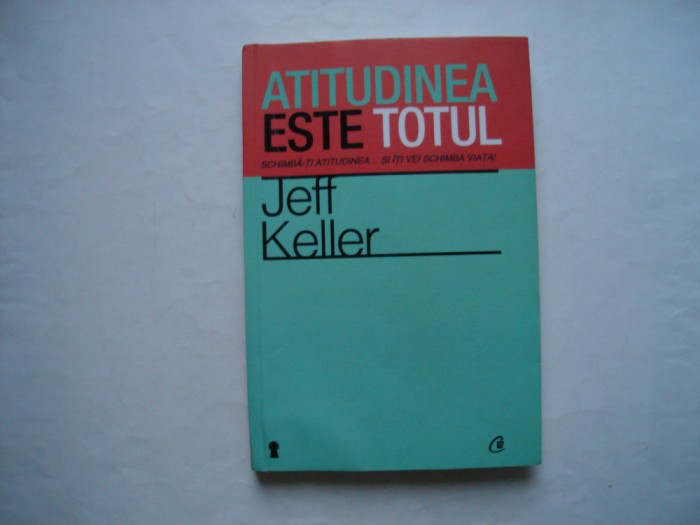 ATITUDINEA
ESTE TOTUL
SCHIMBĂ-ȚI ATITUDINEA... ȘI ÎȚI VEI SCHIMBA VIAȚA!
Jeff
Keller